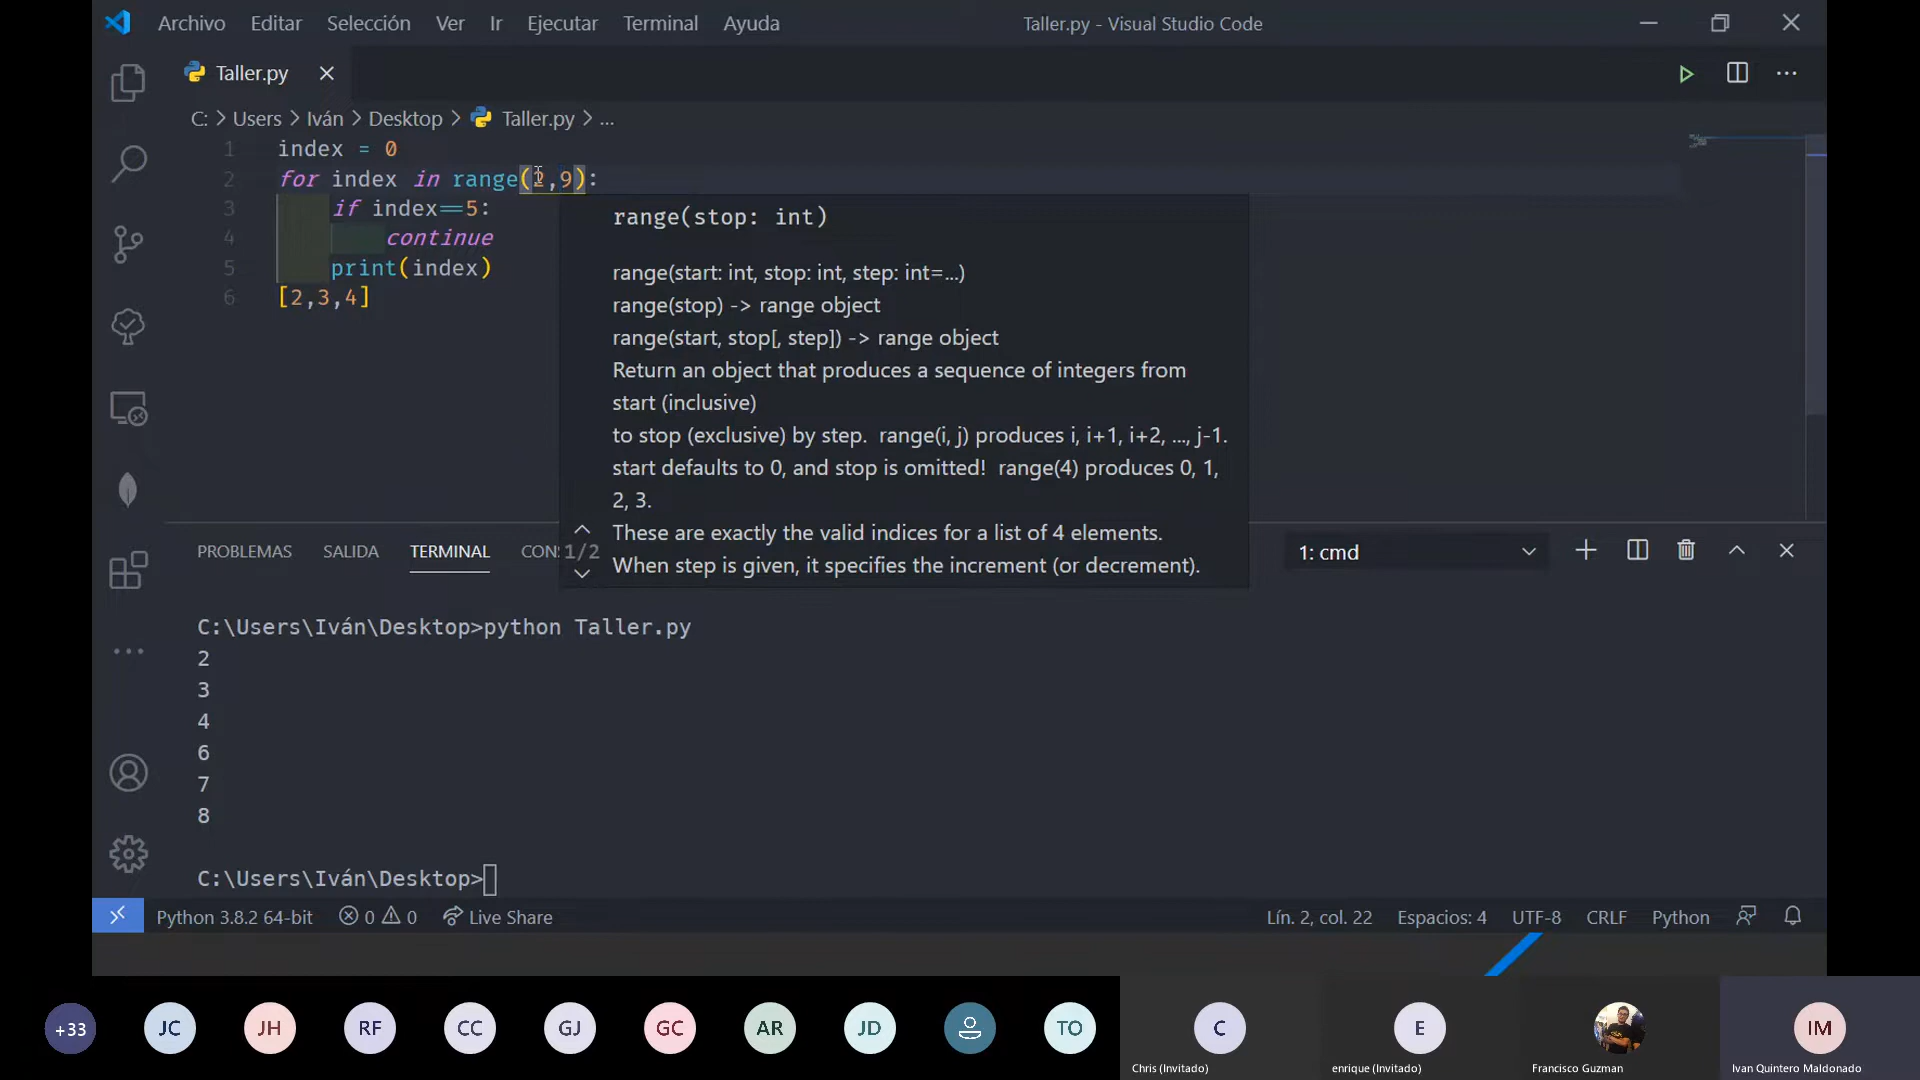 Archivo Editar Selección Ver Ir Ejecutar Terminal Ayuda Taller.py - Visual Studio Code
Taller.py
C: > Users > Iván > Desktop > Taller.py > ...
1 index = 0
2 for index in range(2,9):
3 if index==5:
4 continue
5 print(index)
6 [2,3,4]
range(stop: int)
range(start: int, stop: int, step: int=...)
range(stop) -> range object
range(start, stop[, step]) -> range object
Return an object that produces a sequence of integers from
start (inclusive)
to stop (exclusive) by step. range(i, j) produces i, i+1, i+2, ..., j-1.
start defaults to 0, and stop is omitted! range(4) produces 0, 1,
2, 3.
These are exactly the valid indices for a list of 4 elements.
1/2
When step is given, it specifies the increment (or decrement).
PROBLEMAS SALIDA TERMINAL CONS 1: cmd
C:\Users\Iván\Desktop>python Taller.py
2
3
4
6
7
8
C:\Users\Iván\Desktop>
Python 3.8.2 64-bit 0 0 Live Share Lín. 2, col. 22 Espacios: 4 UTF-8 CRLF Python
+33 JC JH RF CC GJ GC AR JD TO C E IM
Chris (Invitado) enrique (Invitado) Francisco Guzman Ivan Quintero Maldonado